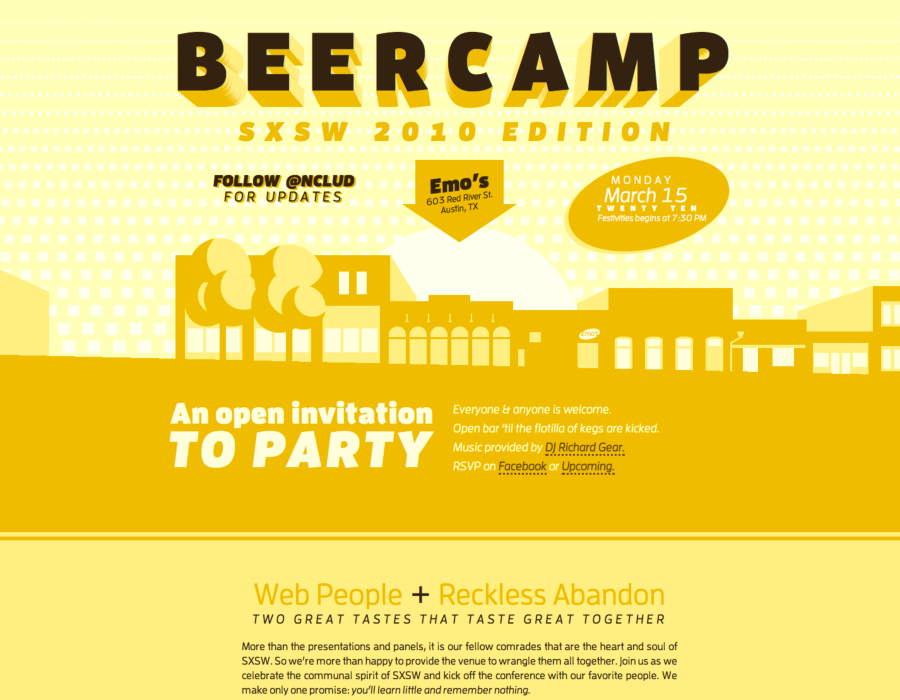 BEERCAMP
SXSW 2010 EDITION
FOLLOW @NCLUD
FOR UPDATES
Emo's
603 Red River St.
Austin, TX
MONDAY
March 15
TWENTY TEN
Festivities begins at 7:30 PM
Emo's
An open invitation
TO PARTY
Everyone & anyone is welcome.
Open bar 'til the flotilla of kegs are kicked.
Music provided by DJ Richard Gear.
RSVP on Facebook or Upcoming.
Web People + Reckless Abandon
TWO GREAT TASTES THAT TASTE GREAT TOGETHER
More than the presentations and panels, it is our fellow comrades that are the heart and soul of
SXSW. So we're more than happy to provide the venue to wrangle them all together. Join us as we
celebrate the communal spirit of SXSW and kick off the conference with our favorite people. We
make only one promise: you'll learn little and remember nothing.